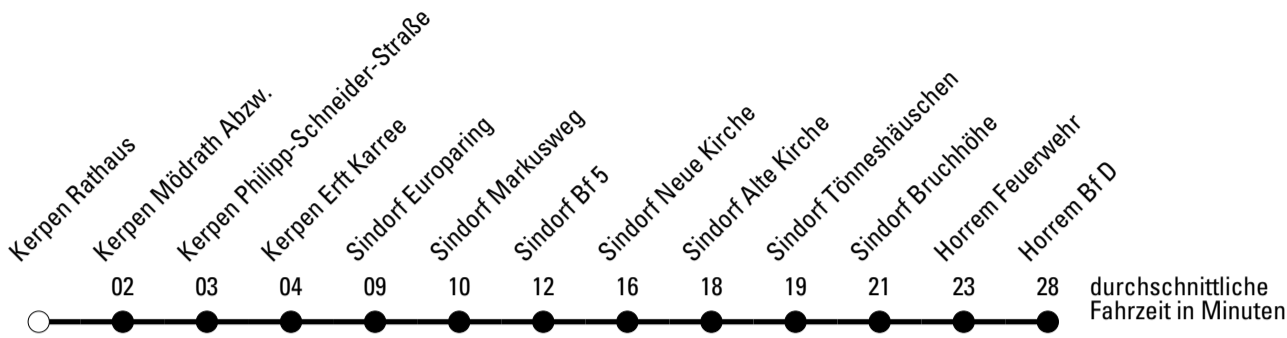 Kerpen Rathaus
Kerpen Mödrath Abzw.
Kerpen Philipp-Schneider-Straße
Kerpen Erft Karree
Sindorf Europaring
Sindorf Markusweg
Sindorf Bf 5
Sindorf Neue Kirche
Sindorf Alte Kirche
Sindorf Tönneshäuschen
Sindorf Bruchhöhe
Horrem Feuerwehr
Horrem Bf D
02 03 04 09 10 12 16 18 19 21 23 28
durchschnittliche
Fahrzeit in Minuten